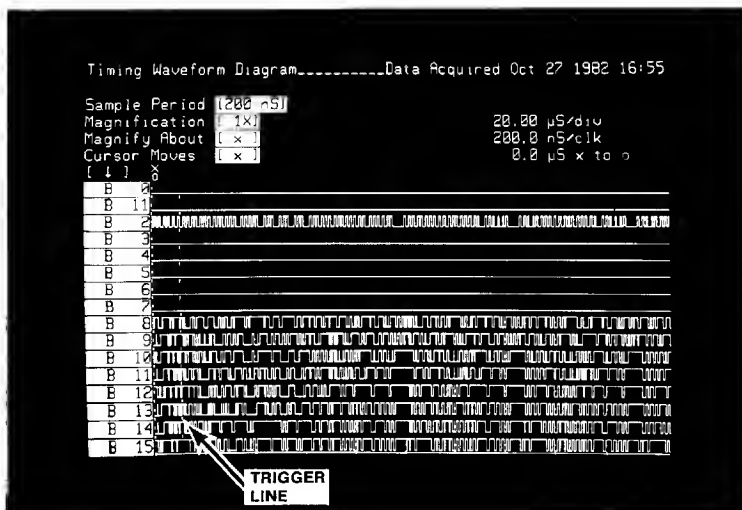 Timing Waveform Diagram__________Data Acquired Oct 27 1982 16:55
Sample Period [200 nS]
Magnification [ 1X] 20.00 µS/div
Magnify About [ x ] 200.0 nS/clk
Cursor Moves [ x ] 0.0 µS x to o
[ ↓ ] x
o
B 0
B 11
B 2
B 3
B 4
B 5
B 6
B 7
B 8
B 9
B 10
B 11
B 12
B 13
B 14
B 15
TRIGGER
LINE